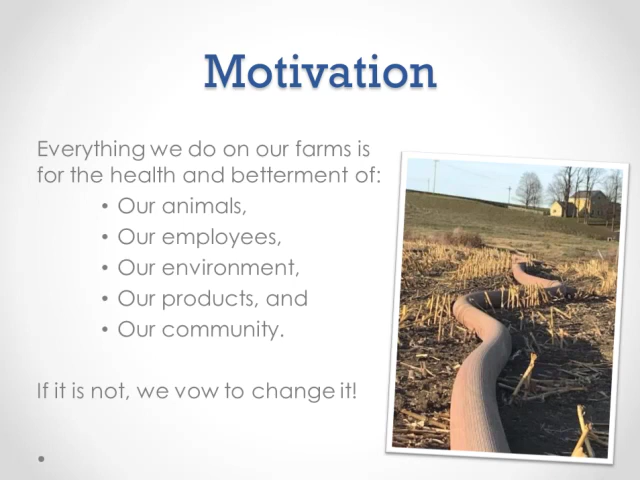 Motivation
Everything we do on our farms is
for the health and betterment of:
• Our animals,
• Our employees,
• Our environment,
• Our products, and
• Our community.
If it is not, we vow to change it!